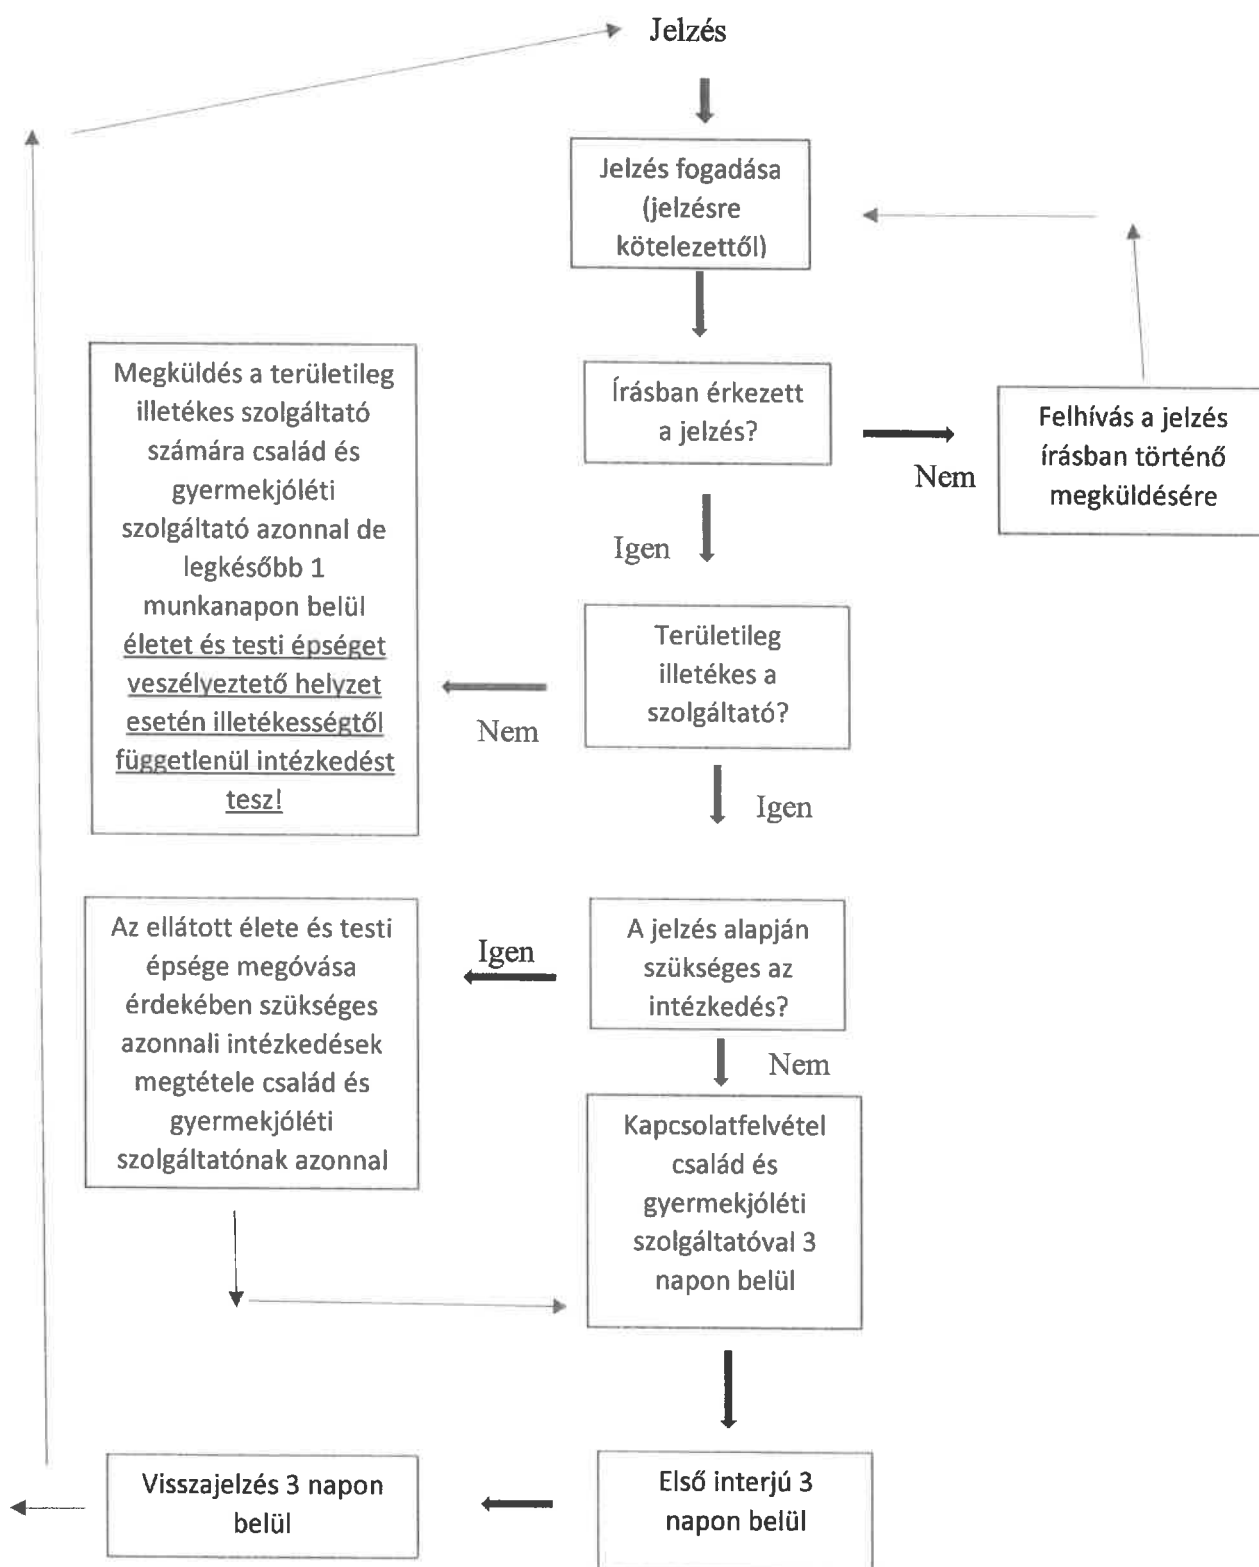 Jelzés
Jelzés fogadása
(jelzésre
kötelezettől)
Írásban érkezett
a jelzés?
Nem
Felhívás a jelzés
írásban történő
megküldésére
Igen
Területileg
illetékes a
szolgáltató?
Nem
Megküldés a területileg
illetékes szolgáltató
számára család és
gyermekjóléti
szolgáltató azonnal de
legkésőbb 1
munkanapon belül
életet és testi épséget
veszélyeztető helyzet
esetén illetékességtől
függetlenül intézkedést
tesz!
Igen
A jelzés alapján
szükséges az
intézkedés?
Igen
Az ellátott élete és testi
épsége megóvása
érdekében szükséges
azonnali intézkedések
megtétele család és
gyermekjóléti
szolgáltatónak azonnal
Nem
Kapcsolatfelvétel
család és
gyermekjóléti
szolgáltatóval 3
napon belül
Első interjú 3
napon belül
Visszajelzés 3 napon
belül